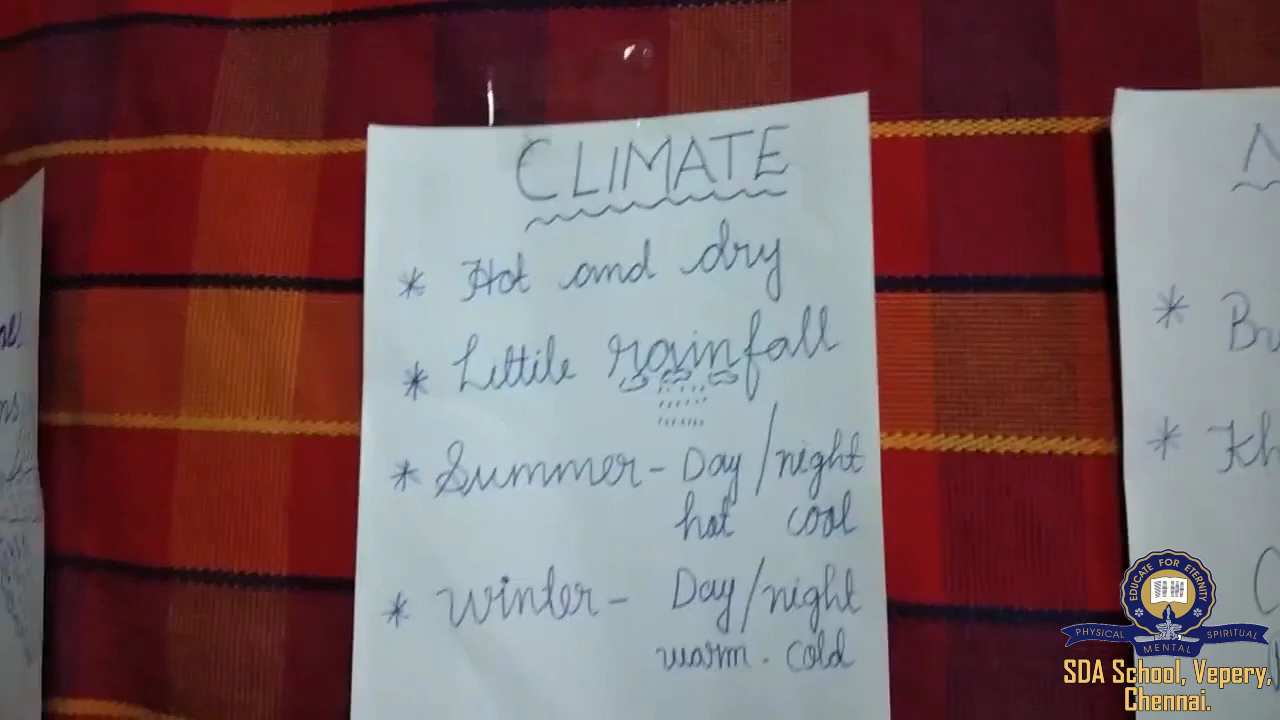 CLIMATE
* Hot and dry
* Littile rainfall
* Summer - Day/night
hot cool
* Winter - Day/night
warm. cold
*
*
EDUCATE FOR ETERNITY
PHYSICAL MENTAL SPIRITUAL
SDA School, Vepery,
Chennai.